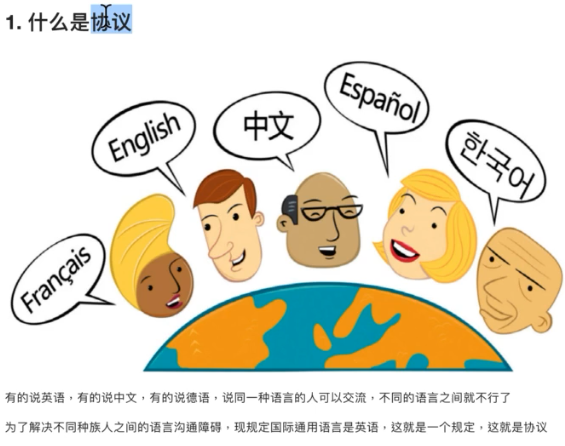 1. 什么是协议
Français
English
中文
Español
한국어
有的说英语，有的说中文，有的说德语，说同一种语言的人可以交流，不同的语言之间就不行了
为了解决不同种族人之间的语言沟通障碍，现规定国际通用语言是英语，这就是一个规定，这就是协议